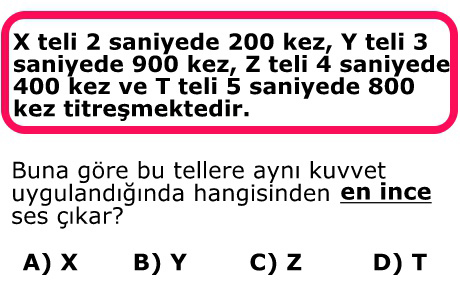 X teli 2 saniyede 200 kez, Y teli 3
saniyede 900 kez, Z teli 4 saniyede
400 kez ve T teli 5 saniyede 800
kez titreşmektedir.
Buna göre bu tellere aynı kuvvet
uygulandığında hangisinden en ince
ses çıkar?
A) X B) Y C) Z D) T